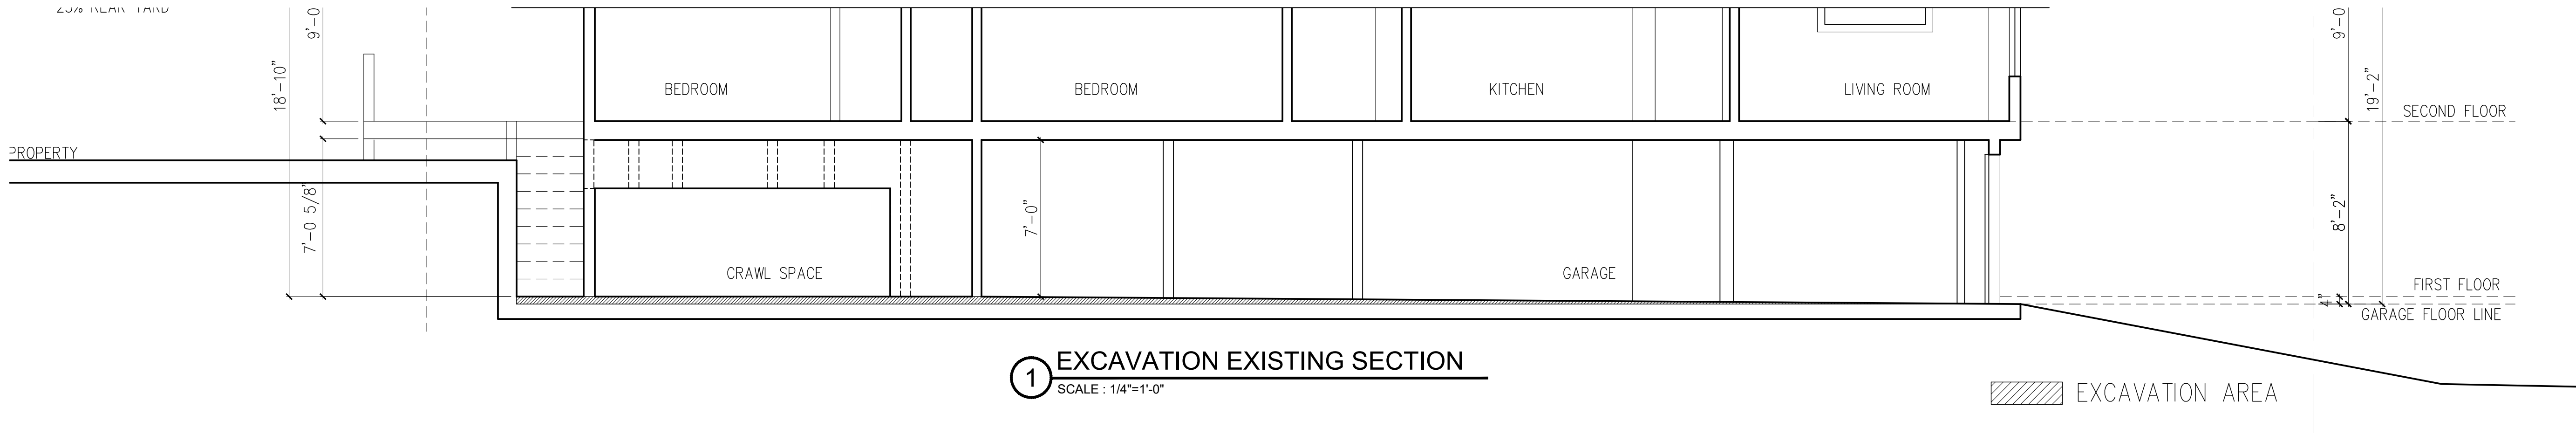 25% REAR YARD
9'-0
9'-0
18'-10"
19'-2"
BEDROOM
BEDROOM
KITCHEN
LIVING ROOM
SECOND FLOOR
PROPERTY
7'-0 5/8"
7'-0"
8'-2"
CRAWL SPACE
GARAGE
FIRST FLOOR
4"
GARAGE FLOOR LINE
1
EXCAVATION EXISTING SECTION
SCALE : 1/4"=1'-0"
EXCAVATION AREA